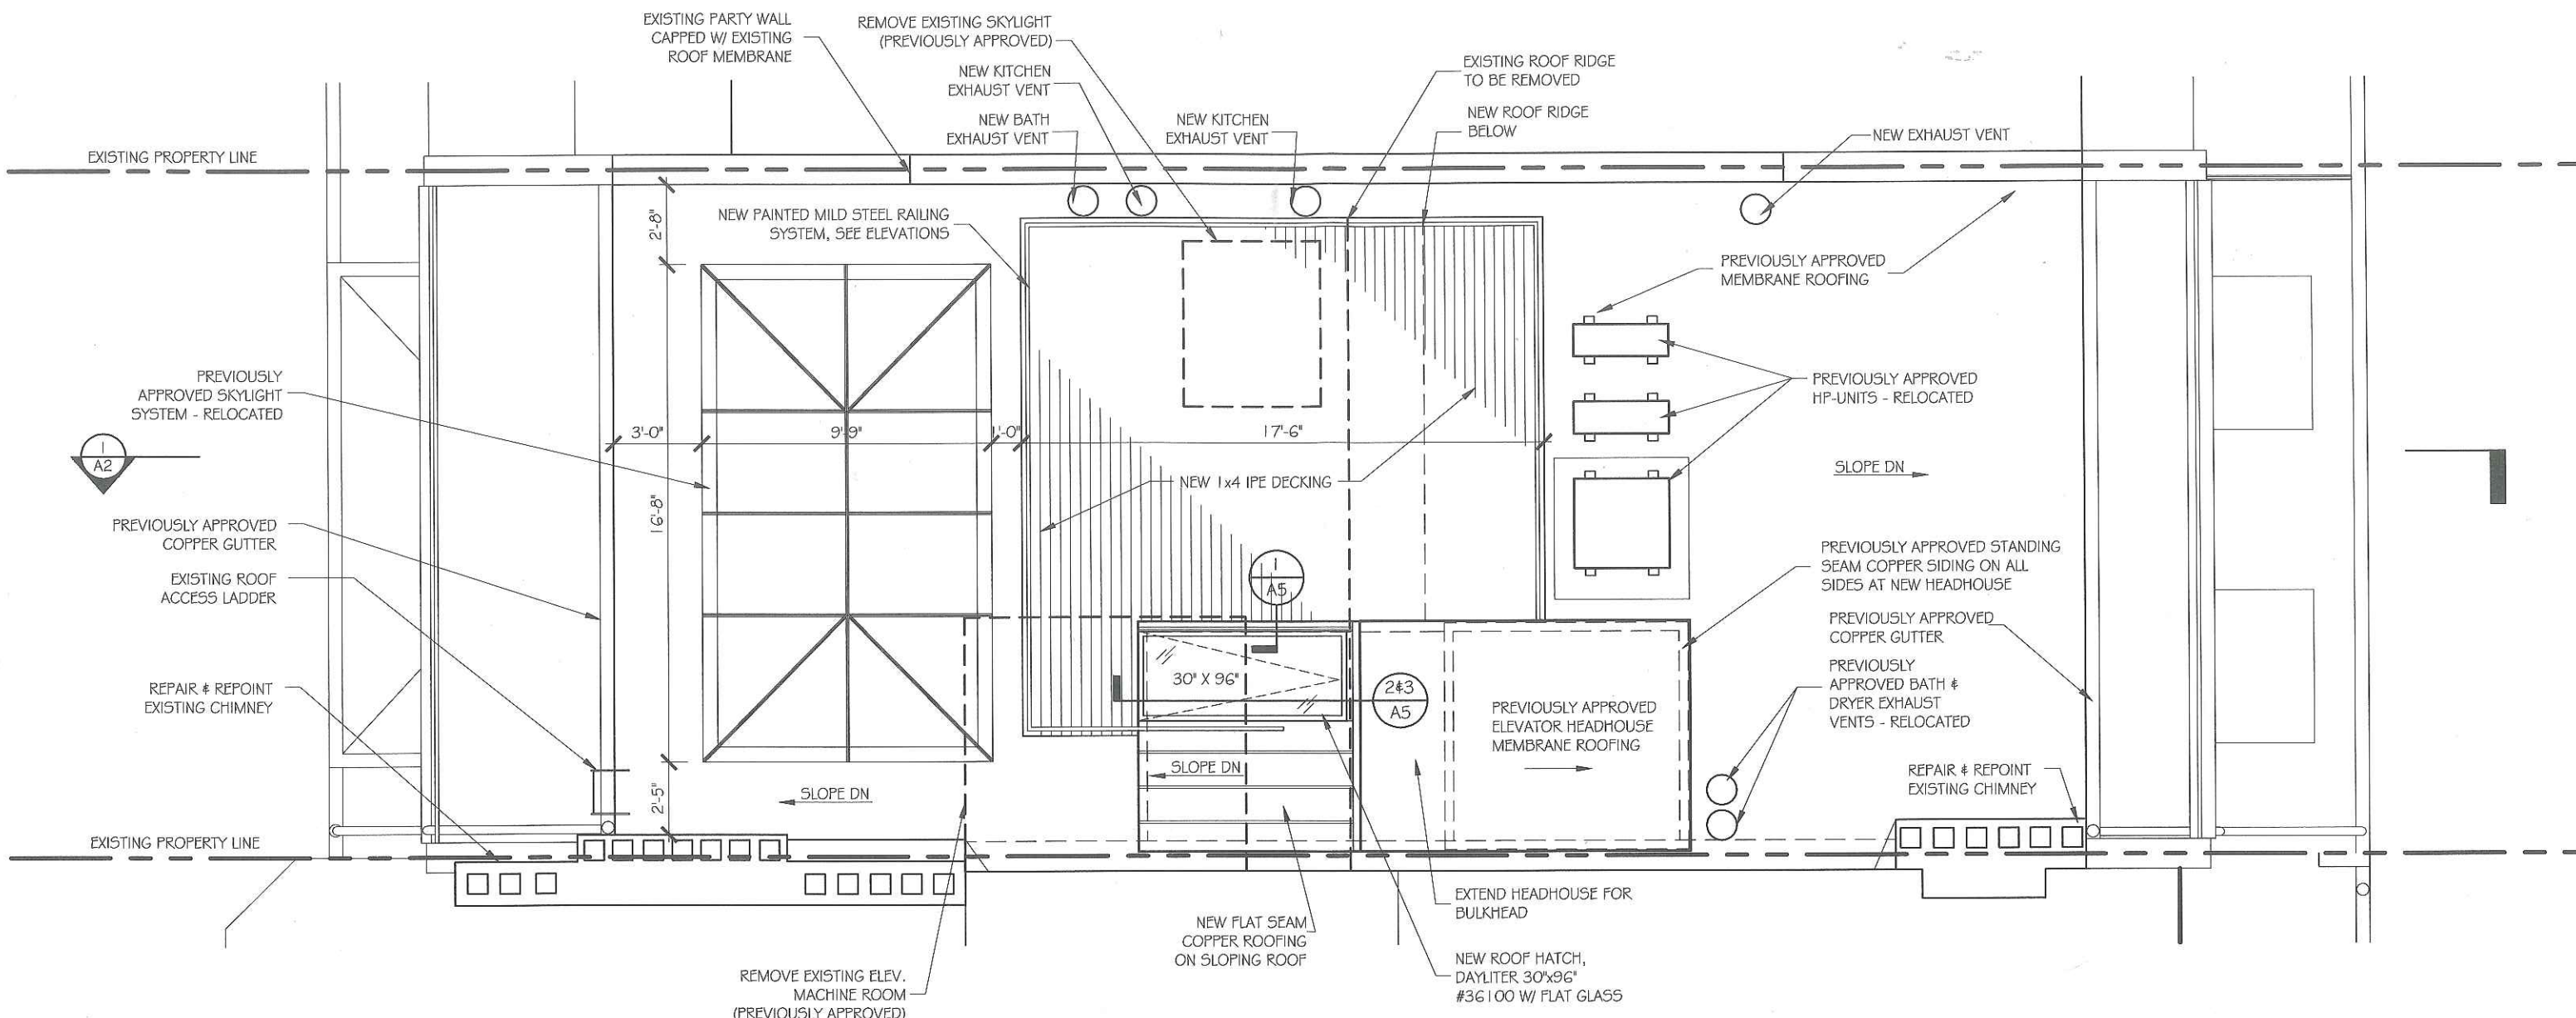 EXISTING PARTY WALL
CAPPED W/ EXISTING
ROOF MEMBRANE
REMOVE EXISTING SKYLIGHT
(PREVIOUSLY APPROVED)
NEW KITCHEN
EXHAUST VENT
NEW BATH
EXHAUST VENT
NEW KITCHEN
EXHAUST VENT
EXISTING ROOF RIDGE
TO BE REMOVED
NEW ROOF RIDGE
BELOW
NEW EXHAUST VENT
EXISTING PROPERTY LINE
2'-8"
NEW PAINTED MILD STEEL RAILING
SYSTEM, SEE ELEVATIONS
PREVIOUSLY APPROVED
MEMBRANE ROOFING
PREVIOUSLY
APPROVED SKYLIGHT
SYSTEM - RELOCATED
PREVIOUSLY APPROVED
HP-UNITS - RELOCATED
3'-0"
9'-9"
1'-0"
17'-6"
1
A2
16'-8"
NEW 1x4 IPE DECKING
SLOPE DN
PREVIOUSLY APPROVED
COPPER GUTTER
EXISTING ROOF
ACCESS LADDER
1
A5
PREVIOUSLY APPROVED STANDING
SEAM COPPER SIDING ON ALL
SIDES AT NEW HEADHOUSE
PREVIOUSLY APPROVED
COPPER GUTTER
REPAIR & REPOINT
EXISTING CHIMNEY
30" X 96"
2&3
A5
PREVIOUSLY APPROVED
ELEVATOR HEADHOUSE
MEMBRANE ROOFING
PREVIOUSLY
APPROVED BATH &
DRYER EXHAUST
VENTS - RELOCATED
SLOPE DN
SLOPE DN
2'-5"
REPAIR & REPOINT
EXISTING CHIMNEY
EXISTING PROPERTY LINE
EXTEND HEADHOUSE FOR
BULKHEAD
NEW FLAT SEAM
COPPER ROOFING
ON SLOPING ROOF
NEW ROOF HATCH,
DAYLITER 30"x96"
#36100 W/ FLAT GLASS
REMOVE EXISTING ELEV.
MACHINE ROOM
(PREVIOUSLY APPROVED)